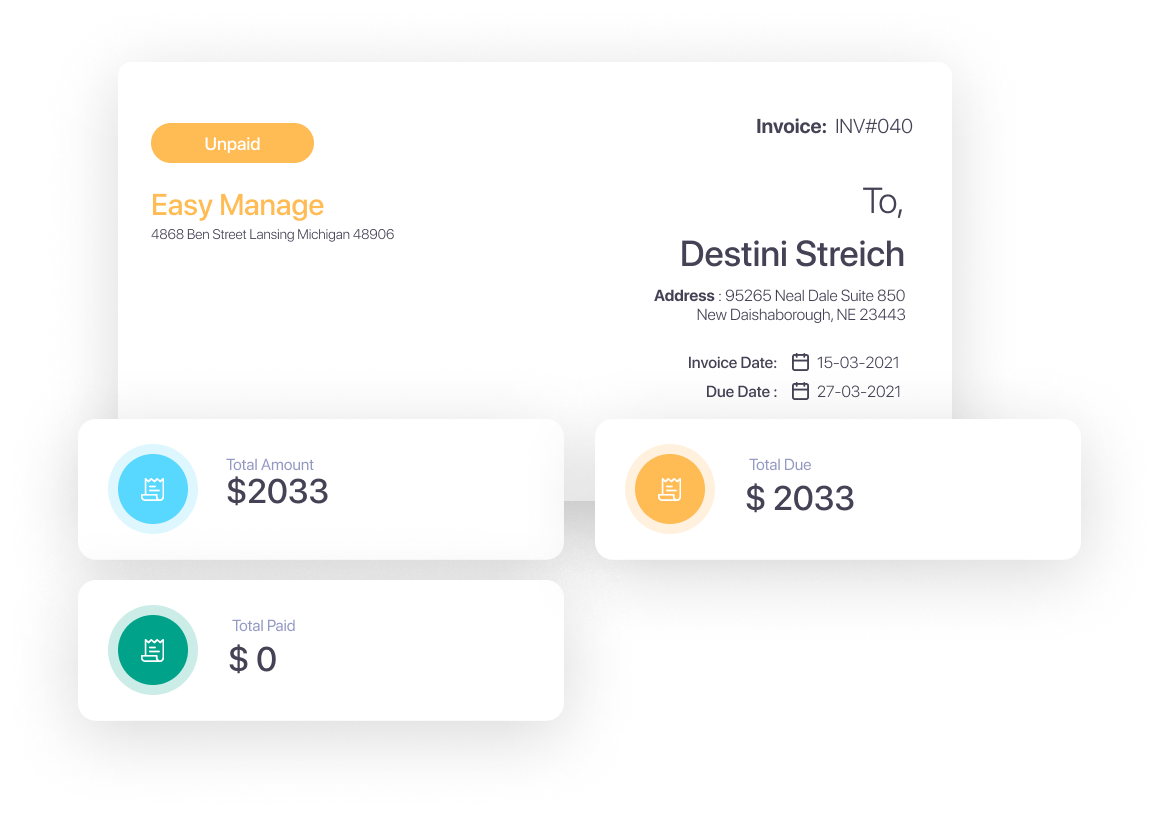 Unpaid
Invoice: INV#040
Easy Manage
4868 Ben Street Lansing Michigan 48906
To,
Destini Streich
Address : 95265 Neal Dale Suite 850
New Daishaborough, NE 23443
Invoice Date: 15-03-2021
Due Date : 27-03-2021
Total Amount
$2033
Total Due
$ 2033
Total Paid
$ 0